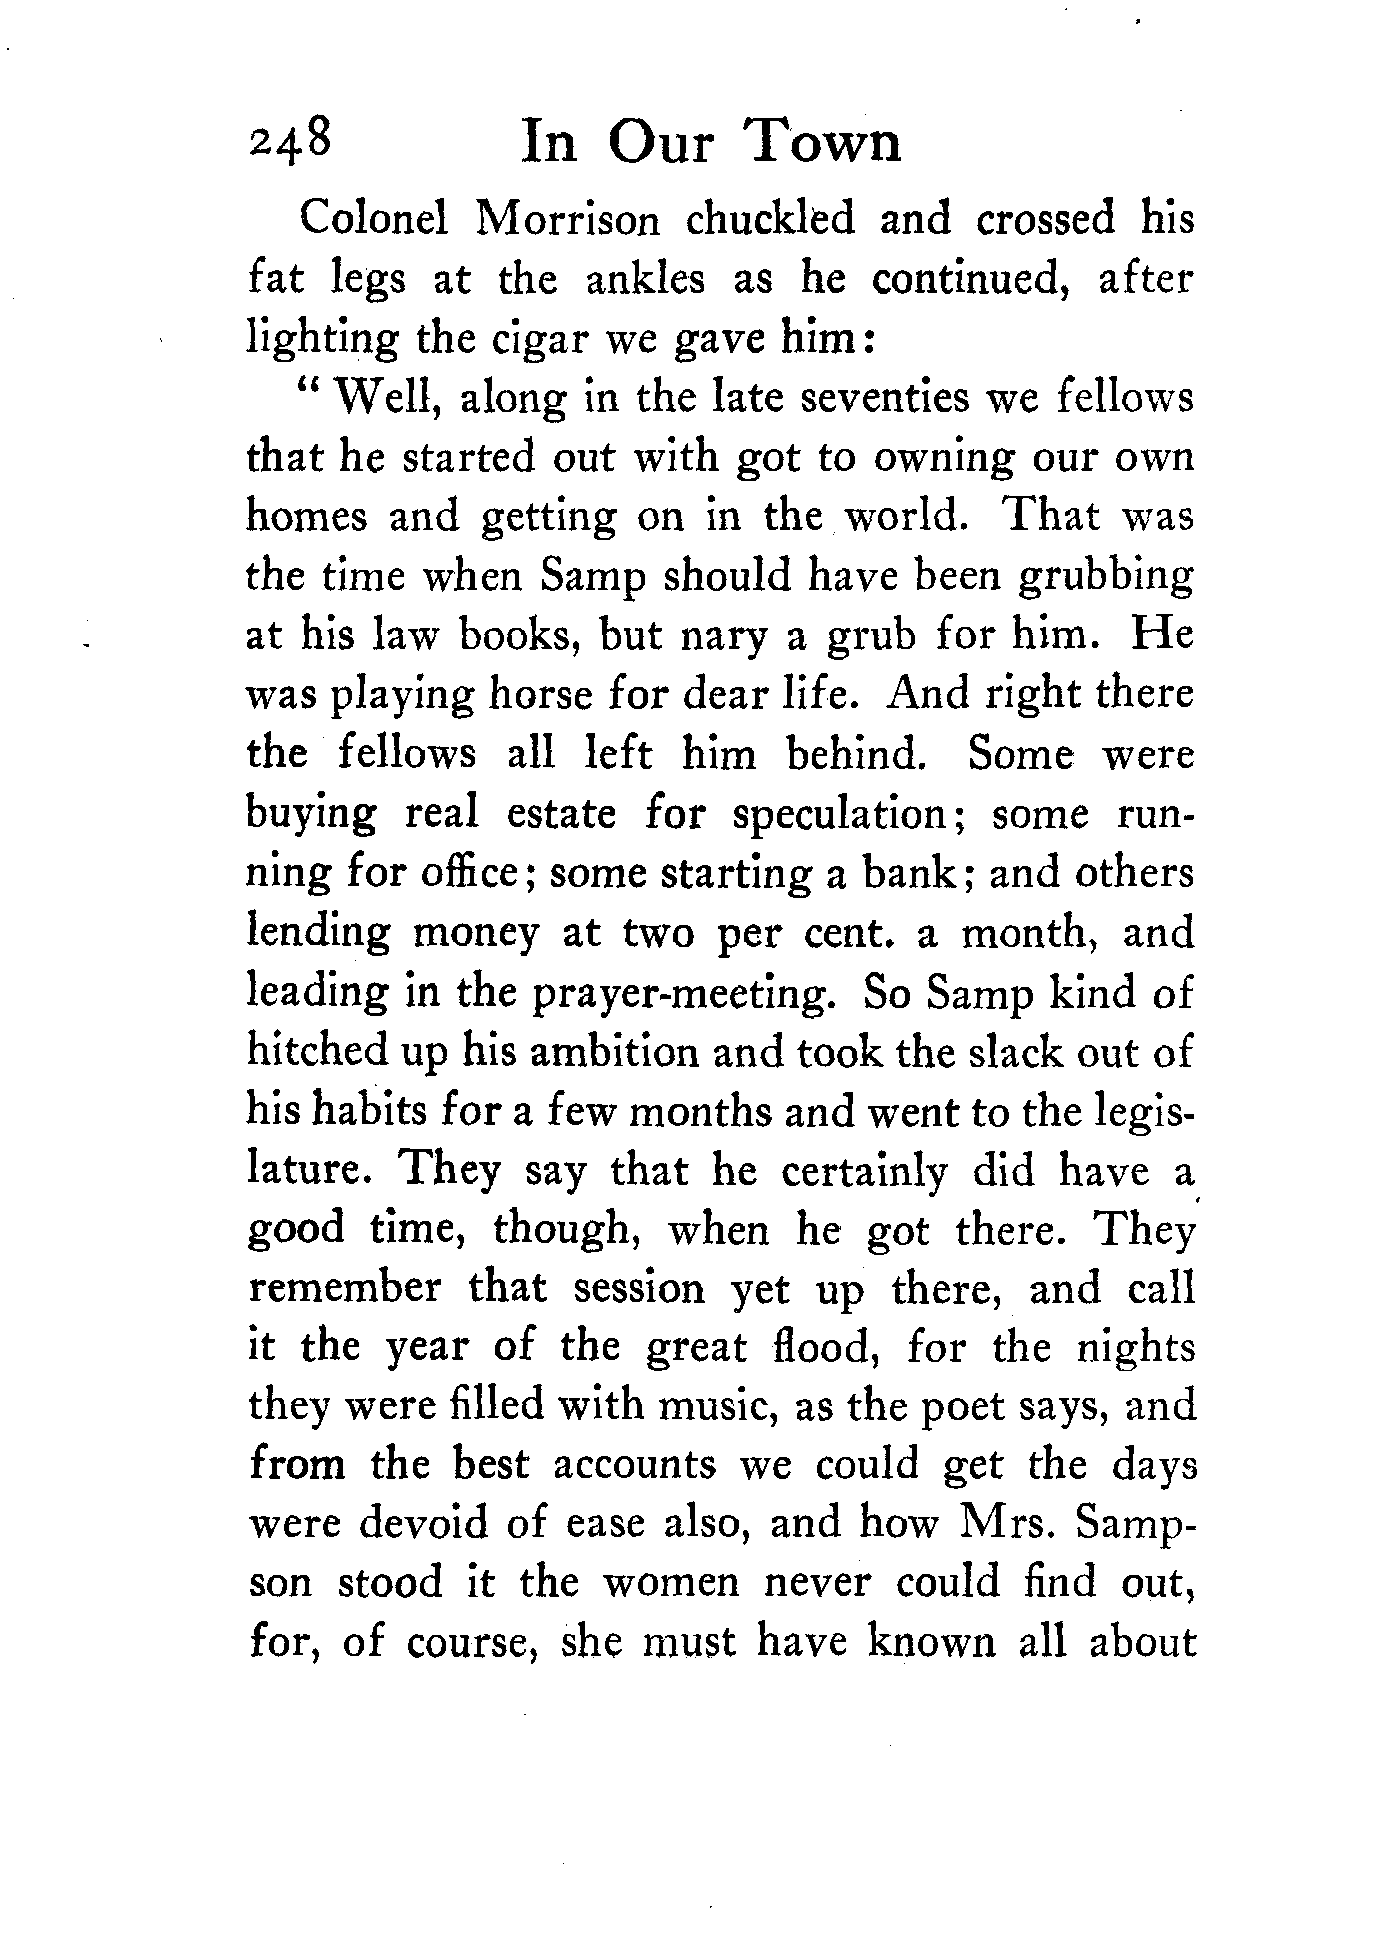 248 In Our Town
Colonel Morrison chuckled and crossed his
fat legs at the ankles as he continued, after
lighting the cigar we gave him:
“ Well, along in the late seventies we fellows
that he started out with got to owning our own
homes and getting on in the world. That was
the time when Samp should have been grubbing
at his law books, but nary a grub for him. He
was playing horse for dear life. And right there
the fellows all left him behind. Some were
buying real estate for speculation; some run-
ning for office; some starting a bank; and others
lending money at two per cent. a month, and
leading in the prayer-meeting. So Samp kind of
hitched up his ambition and took the slack out of
his habits for a few months and went to the legis-
lature. They say that he certainly did have a
good time, though, when he got there. They
remember that session yet up there, and call
it the year of the great flood, for the nights
they were filled with music, as the poet says, and
from the best accounts we could get the days
were devoid of ease also, and how Mrs. Samp-
son stood it the women never could find out,
for, of course, she must have known all about